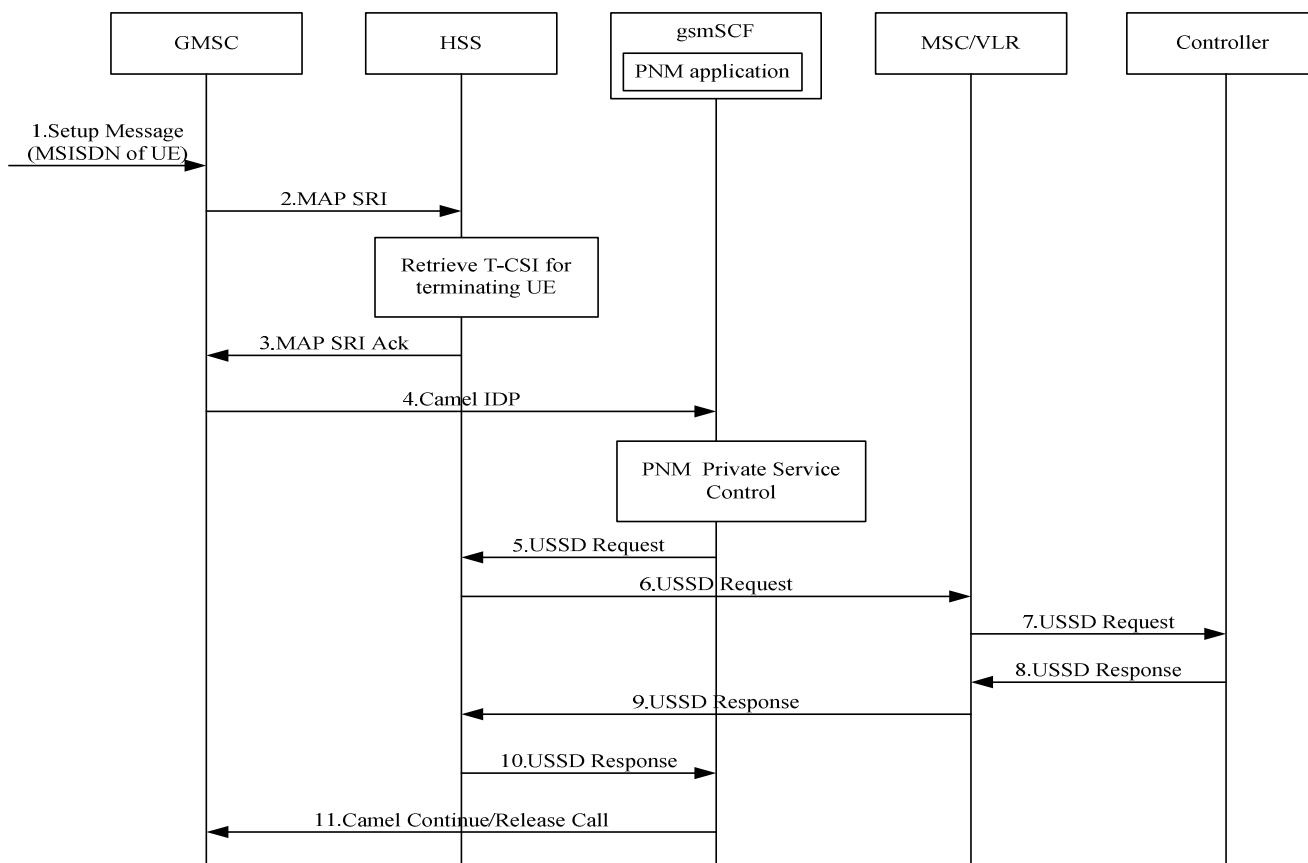 GMSC
HSS
gsmSCF
PNM application
MSC/VLR
Controller
1.Setup Message
(MSISDN of UE)
2.MAP SRI
Retrieve T-CSI for
terminating UE
3.MAP SRI Ack
4.Camel IDP
PNM Private Service
Control
5.USSD Request
6.USSD Request
7.USSD Request
8.USSD Response
9.USSD Response
10.USSD Response
11.Camel Continue/Release Call